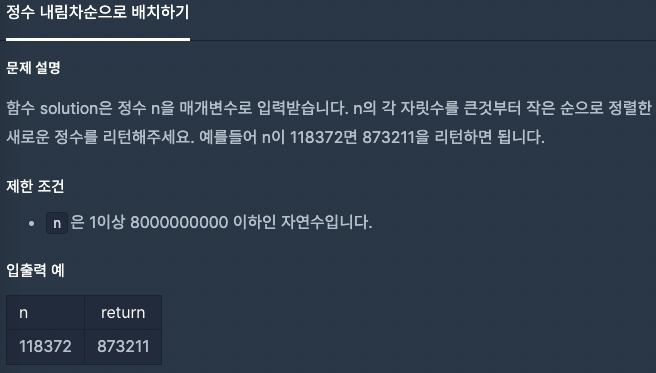 정수 내림차순으로 배치하기
문제 설명
함수 solution은 정수 n을 매개변수로 입력받습니다. n의 각 자릿수를 큰것부터 작은 순으로 정렬한
새로운 정수를 리턴해주세요. 예를들어 n이 118372면 873211을 리턴하면 됩니다.
제한 조건
• n 은 1이상 8000000000 이하인 자연수입니다.
입출력 예
n return
118372 873211